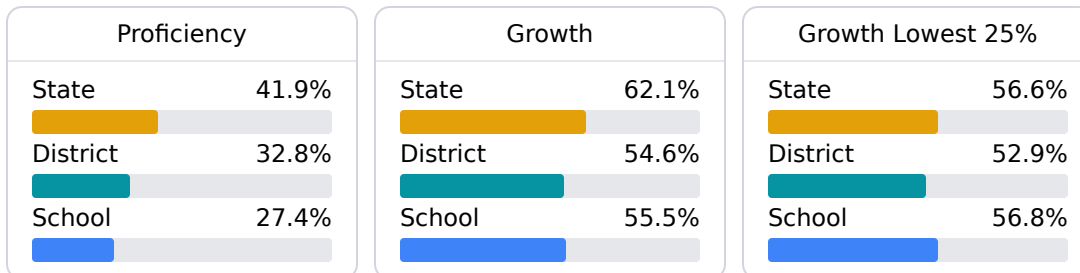 Proficiency
State 41.9%
District 32.8%
School 27.4%
Growth
State 62.1%
District 54.6%
School 55.5%
Growth Lowest 25%
State 56.6%
District 52.9%
School 56.8%